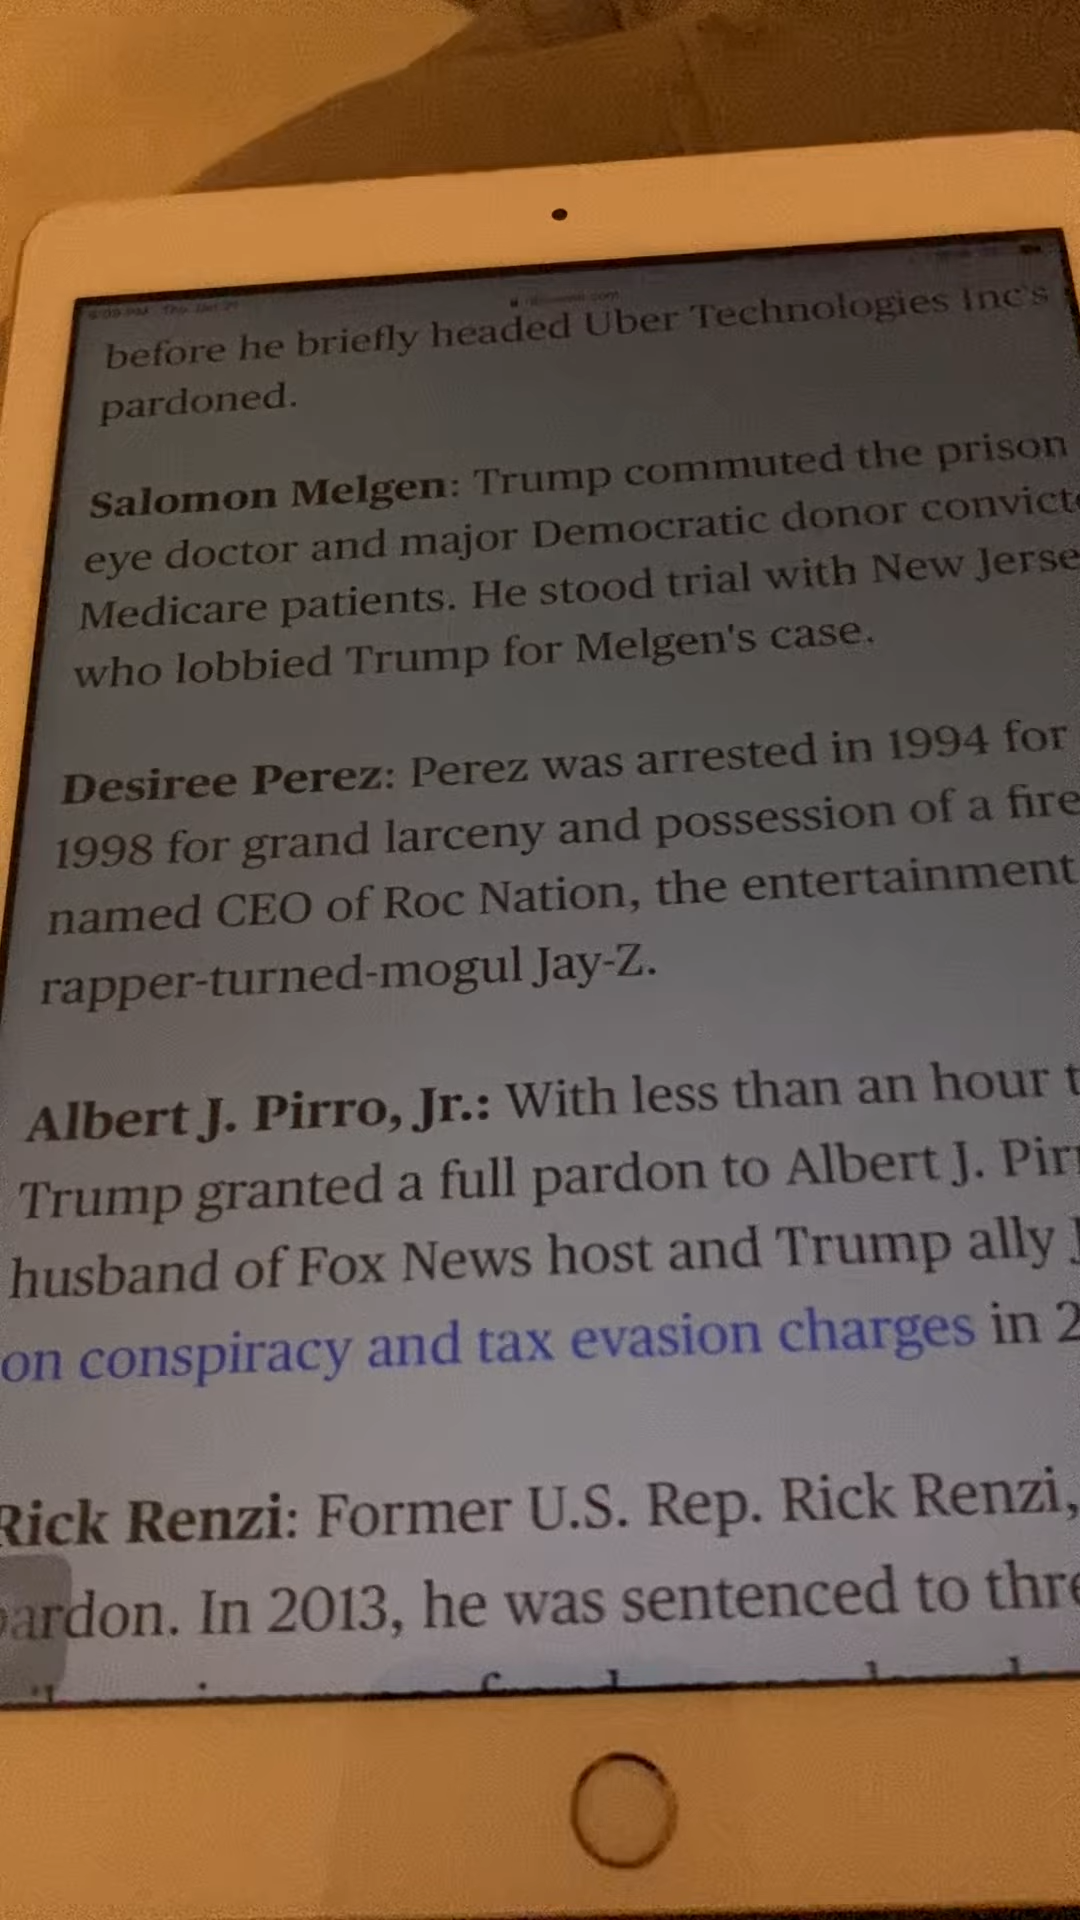 before he briefly headed Uber Technologies Inc's
pardoned.
Salomon Melgen: Trump commuted the prison
eye doctor and major Democratic donor convict
Medicare patients. He stood trial with New Jerse
who lobbied Trump for Melgen's case.
Desiree Perez: Perez was arrested in 1994 for
1998 for grand larceny and possession of a fire
named CEO of Roc Nation, the entertainment
rapper-turned-mogul Jay-Z.
Albert J. Pirro, Jr.: With less than an hour t
Trump granted a full pardon to Albert J. Pirr
husband of Fox News host and Trump ally J
on conspiracy and tax evasion charges in 2
Rick Renzi: Former U.S. Rep. Rick Renzi,
pardon. In 2013, he was sentenced to thre